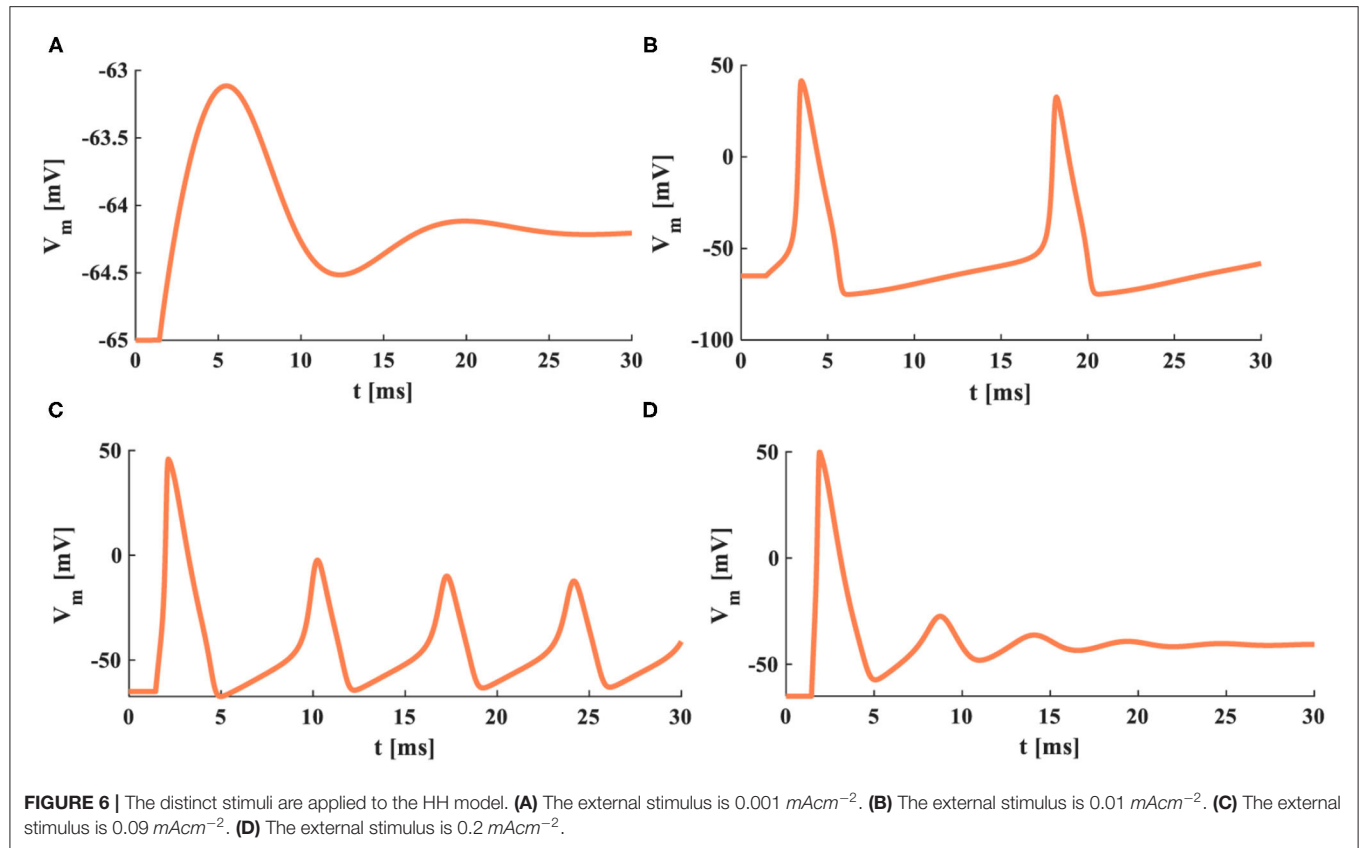 A
B
-63
-63.5
-64
-64.5
-65
V_m [mV]
0 5 10 15 20 25 30
t [ms]
50
0
-50
-100
V_m [mV]
0 5 10 15 20 25 30
t [ms]
C
D
50
0
-50
V_m [mV]
0 5 10 15 20 25 30
t [ms]
50
0
-50
V_m [mV]
0 5 10 15 20 25 30
t [ms]
FIGURE 6 | The distinct stimuli are applied to the HH model. (A) The external stimulus is 0.001 mAcm⁻². (B) The external stimulus is 0.01 mAcm⁻². (C) The external
stimulus is 0.09 mAcm⁻². (D) The external stimulus is 0.2 mAcm⁻².